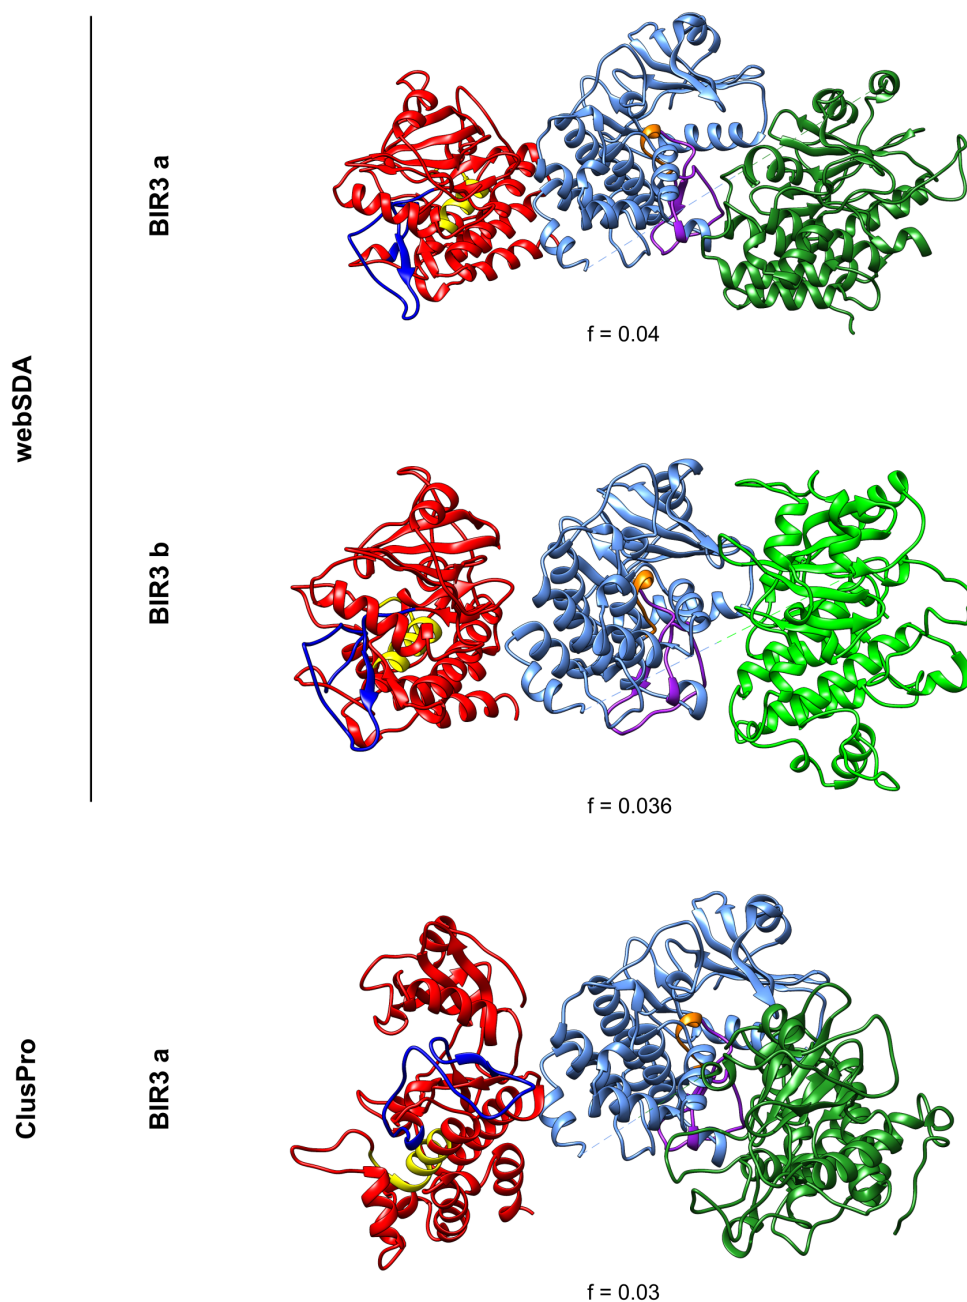 webSDA
BIR3 a
f = 0.04
BIR3 b
f = 0.036
ClusPro
BIR3 a
f = 0.03